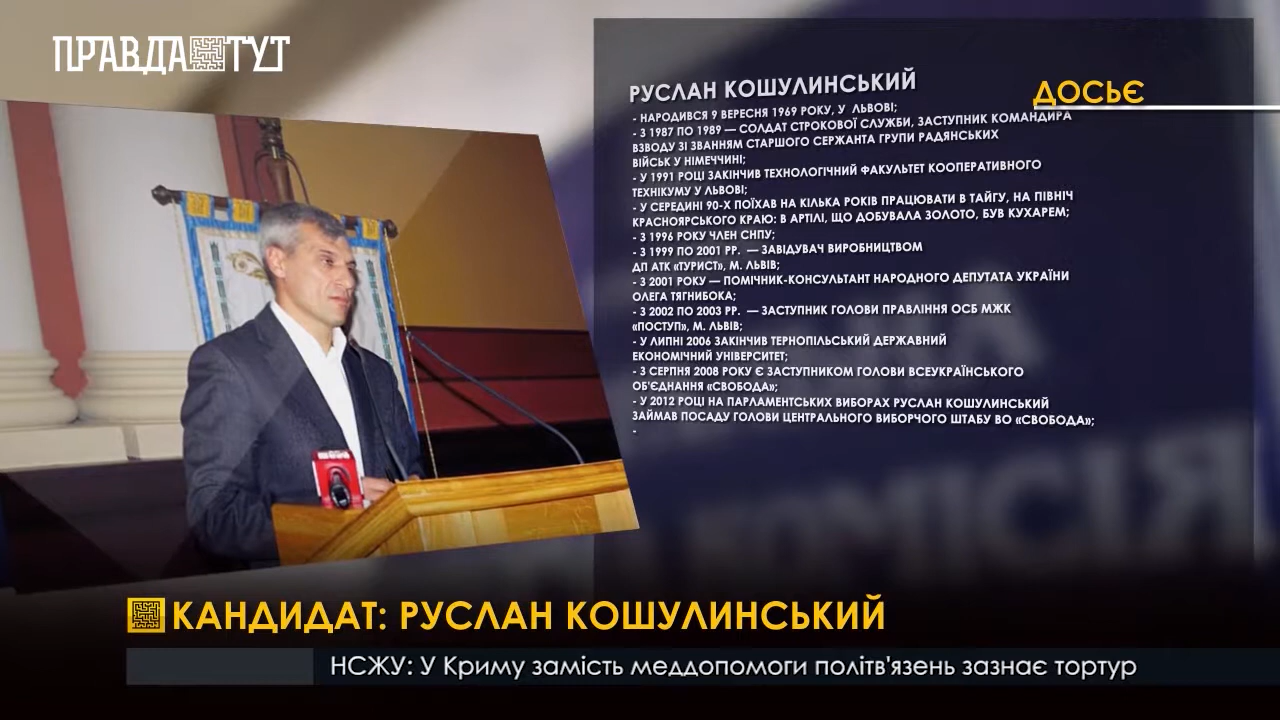 ПРАВДА ТУТ
ДОСЬЄ
РУСЛАН КОШУЛИНСЬКИЙ
- НАРОДИВСЯ 9 ВЕРЕСНЯ 1969 РОКУ, У ЛЬВОВІ;
- З 1987 ПО 1989 — СОЛДАТ СТРОКОВОЇ СЛУЖБИ, ЗАСТУПНИК КОМАНДИРА
ВЗВОДУ ЗІ ЗВАННЯМ СТАРШОГО СЕРЖАНТА ГРУПИ РАДЯНСЬКИХ
ВІЙСЬК У НІМЕЧЧИНІ;
- У 1991 РОЦІ ЗАКІНЧИВ ТЕХНОЛОГІЧНИЙ ФАКУЛЬТЕТ КООПЕРАТИВНОГО
ТЕХНІКУМУ У ЛЬВОВІ;
- У СЕРЕДИНІ 90-Х ПОЇХАВ НА КІЛЬКА РОКІВ ПРАЦЮВАТИ В ТАЙГУ, НА ПІВНІЧ
КРАСНОЯРСЬКОГО КРАЮ: В АРТІЛІ, ЩО ДОБУВАЛА ЗОЛОТО, БУВ КУХАРЕМ;
- З 1996 РОКУ ЧЛЕН СНПУ;
- З 1999 ПО 2001 РР. — ЗАВІДУВАЧ ВИРОБНИЦТВОМ
ДП АТК «ТУРИСТ», М. ЛЬВІВ;
- З 2001 РОКУ — ПОМІЧНИК-КОНСУЛЬТАНТ НАРОДНОГО ДЕПУТАТА УКРАЇНИ
ОЛЕГА ТЯГНИБОКА;
- З 2002 ПО 2003 РР. — ЗАСТУПНИК ГОЛОВИ ПРАВЛІННЯ ОСБ МЖК
«ПОСТУП», М. ЛЬВІВ;
- У ЛИПНІ 2006 ЗАКІНЧИВ ТЕРНОПІЛЬСЬКИЙ ДЕРЖАВНИЙ
ЕКОНОМІЧНИЙ УНІВЕРСИТЕТ;
- З СЕРПНЯ 2008 РОКУ Є ЗАСТУПНИКОМ ГОЛОВИ ВСЕУКРАЇНСЬКОГО
ОБ'ЄДНАННЯ «СВОБОДА»;
- У 2012 РОЦІ НА ПАРЛАМЕНТСЬКИХ ВИБОРАХ РУСЛАН КОШУЛИНСЬКИЙ
ЗАЙМАВ ПОСАДУ ГОЛОВИ ЦЕНТРАЛЬНОГО ВИБОРЧОГО ШТАБУ ВО «СВОБОДА»;
-
КОМІСІЯ
КАНДИДАТ: РУСЛАН КОШУЛИНСЬКИЙ
НСЖУ: У Криму замість меддопомоги політв'язень зазнає тортур